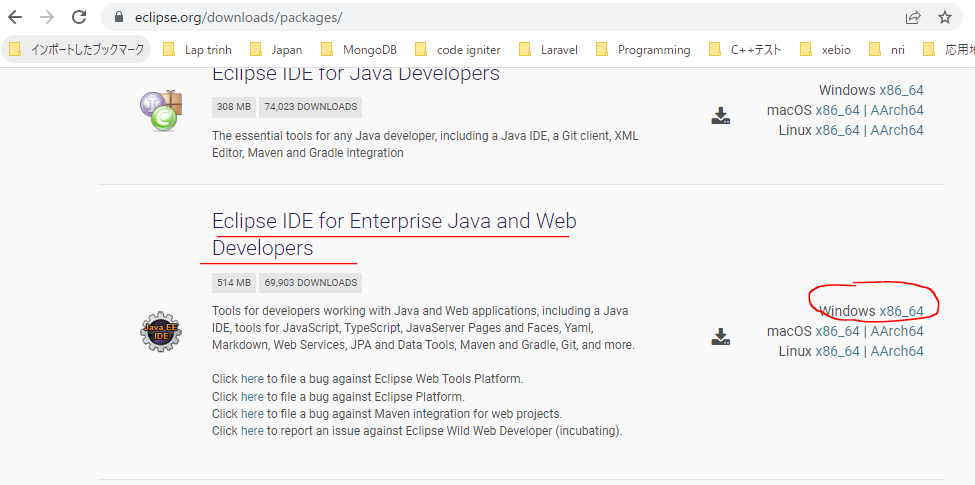 eclipse.org/downloads/packages/
インポートしたブックマーク Lap trinh Japan MongoDB code igniter Laravel Programming C++テスト xebio nri 応用地
Eclipse IDE for Java Developers
308 MB 74,023 DOWNLOADS
The essential tools for any Java developer, including a Java IDE, a Git client, XML
Editor, Maven and Gradle integration
Windows x86_64
macOS x86_64 | AArch64
Linux x86_64 | AArch64
Eclipse IDE for Enterprise Java and Web
Developers
514 MB 69,903 DOWNLOADS
Java EE
IDE
Tools for developers working with Java and Web applications, including a Java
IDE, tools for JavaScript, TypeScript, JavaServer Pages and Faces, Yaml,
Markdown, Web Services, JPA and Data Tools, Maven and Gradle, Git, and more.
Click here to file a bug against Eclipse Web Tools Platform.
Click here to file a bug against Eclipse Platform.
Click here to file a bug against Maven integration for web projects.
Click here to report an issue against Eclipse Wild Web Developer (incubating).
Windows x86_64
macOS x86_64 | AArch64
Linux x86_64 | AArch64